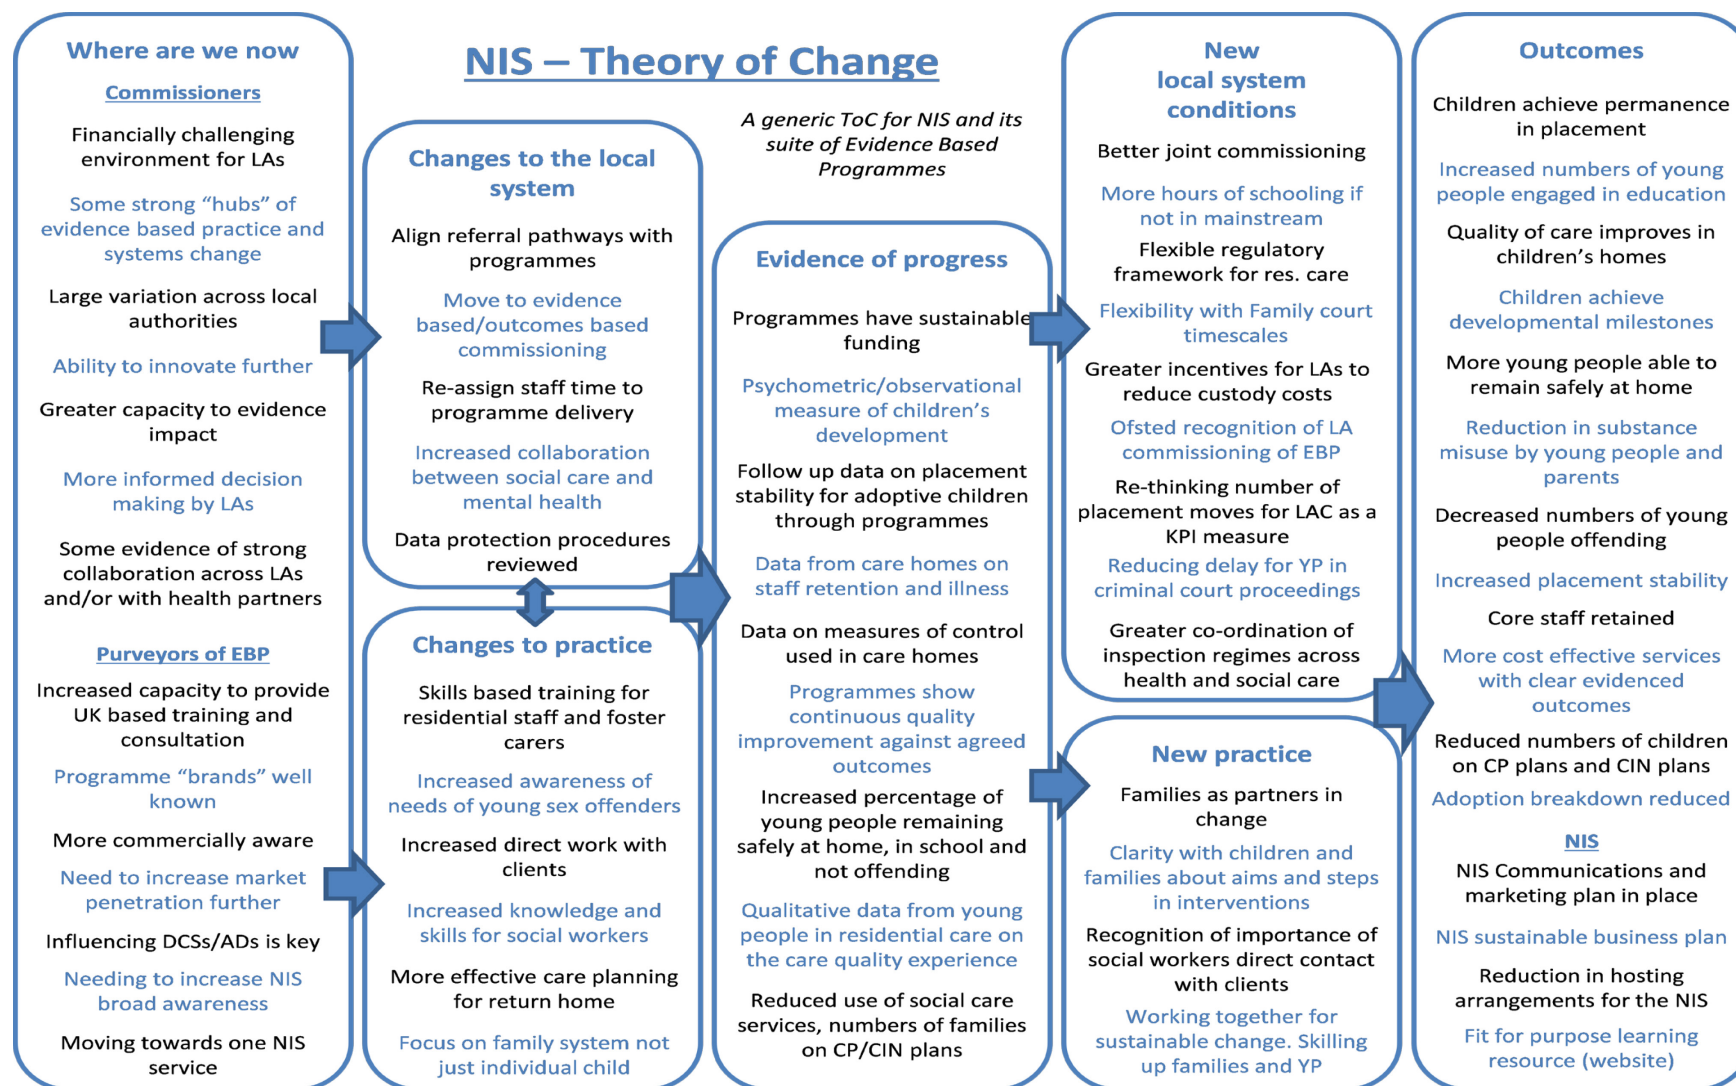 Where are we now
Commissioners
Financially challenging
environment for LAs
Some strong “hubs” of
evidence based practice and
systems change
Large variation across local
authorities
Ability to innovate further
Greater capacity to evidence
impact
More informed decision
making by LAs
Some evidence of strong
collaboration across LAs
and/or with health partners
Purveyors of EBP
Increased capacity to provide
UK based training and
consultation
Programme “brands” well
known
More commercially aware
Need to increase market
penetration further
Influencing DCSs/ADs is key
Needing to increase NIS
broad awareness
Moving towards one NIS
service
NIS – Theory of Change
A generic ToC for NIS and its
suite of Evidence Based
Programmes
Changes to the local
system
Align referral pathways with
programmes
Move to evidence
based/outcomes based
commissioning
Re-assign staff time to
programme delivery
Increased collaboration
between social care and
mental health
Data protection procedures
reviewed
Changes to practice
Skills based training for
residential staff and foster
carers
Increased awareness of
needs of young sex offenders
Increased direct work with
clients
Increased knowledge and
skills for social workers
More effective care planning
for return home
Focus on family system not
just individual child
Evidence of progress
Programmes have sustainable
funding
Psychometric/observational
measure of children’s
development
Follow up data on placement
stability for adoptive children
through programmes
Data from care homes on
staff retention and illness
Data on measures of control
used in care homes
Programmes show
continuous quality
improvement against agreed
outcomes
Increased percentage of
young people remaining
safely at home, in school and
not offending
Qualitative data from young
people in residential care on
the care quality experience
Reduced use of social care
services, numbers of families
on CP/CIN plans
New
local system
conditions
Better joint commissioning
More hours of schooling if
not in mainstream
Flexible regulatory
framework for res. care
Flexibility with Family court
timescales
Greater incentives for LAs to
reduce custody costs
Ofsted recognition of LA
commissioning of EBP
Re-thinking number of
placement moves for LAC as a
KPI measure
Reducing delay for YP in
criminal court proceedings
Greater co-ordination of
inspection regimes across
health and social care
New practice
Families as partners in
change
Clarity with children and
families about aims and steps
in interventions
Recognition of importance of
social workers direct contact
with clients
Working together for
sustainable change. Skilling
up families and YP
Outcomes
Children achieve permanence
in placement
Increased numbers of young
people engaged in education
Quality of care improves in
children’s homes
Children achieve
developmental milestones
More young people able to
remain safely at home
Reduction in substance
misuse by young people and
parents
Decreased numbers of young
people offending
Increased placement stability
Core staff retained
More cost effective services
with clear evidenced
outcomes
Reduced numbers of children
on CP plans and CIN plans
Adoption breakdown reduced
NIS
NIS Communications and
marketing plan in place
NIS sustainable business plan
Reduction in hosting
arrangements for the NIS
Fit for purpose learning
resource (website)